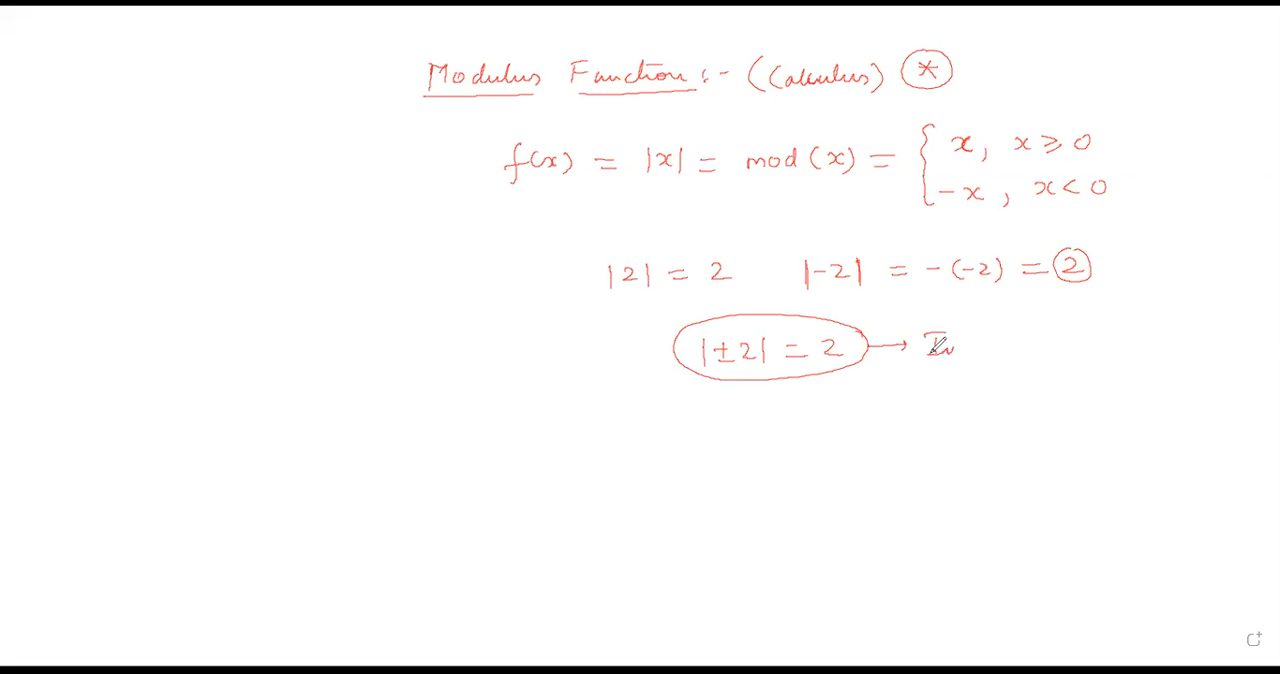 Modulus Function :- (Calculus) *
f(x) = |x| = mod (x) = { x, x ≥ 0
-x, x < 0
|2| = 2 |-2| = -(-2) = 2
|±2| = 2 →